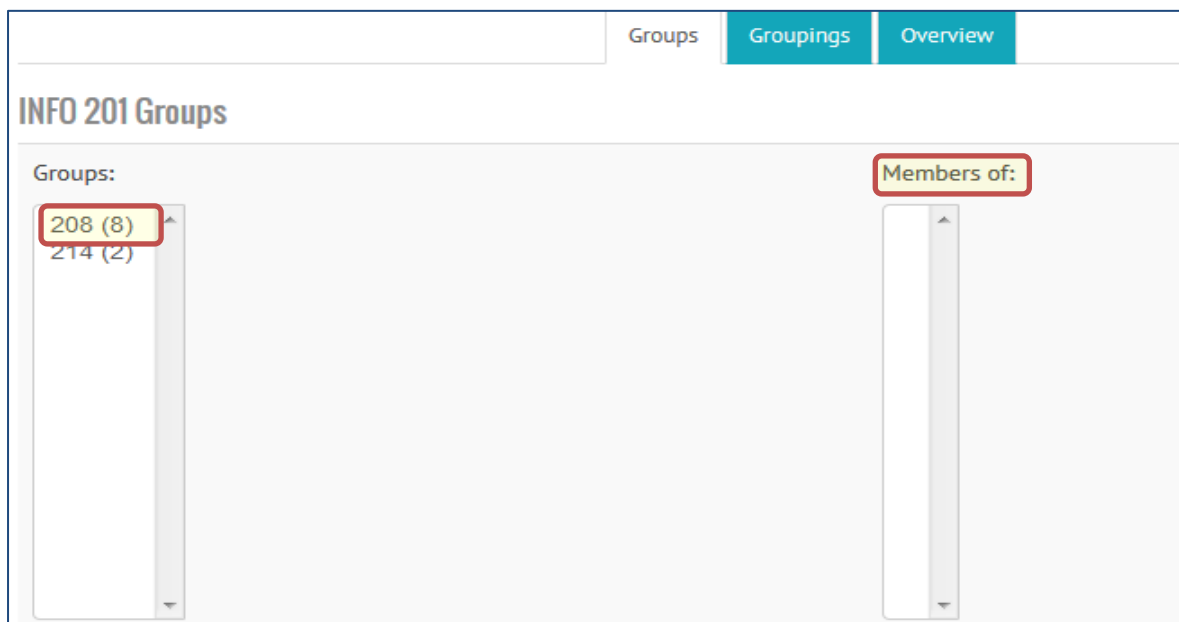 Groups Groupings Overview
INFO 201 Groups
Groups:
208 (8)
214 (2)
Members of: